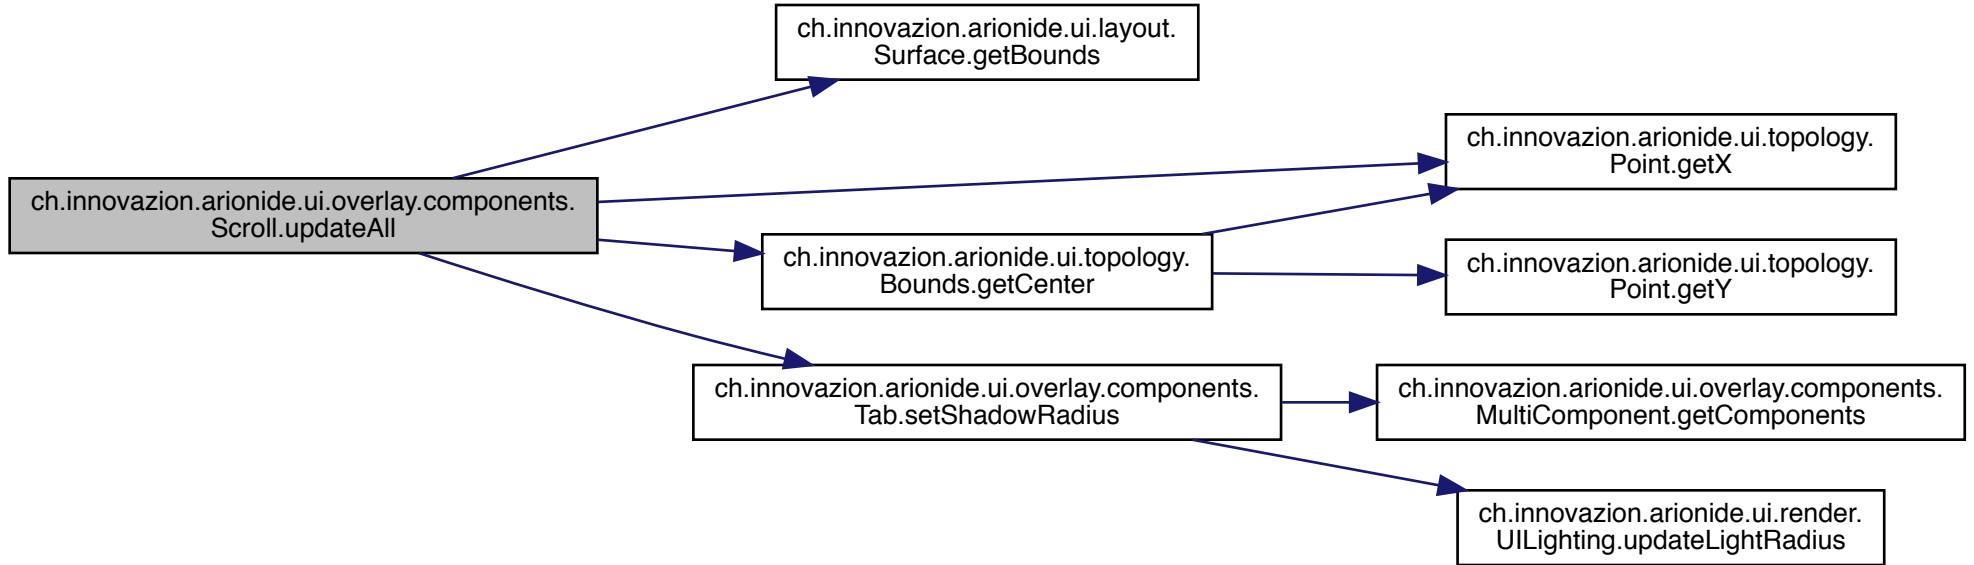 ch.innovazion.arionide.ui.overlay.components.
Scroll.updateAll
ch.innovazion.arionide.ui.layout.
Surface.getBounds
ch.innovazion.arionide.ui.topology.
Point.getX
ch.innovazion.arionide.ui.topology.
Bounds.getCenter
ch.innovazion.arionide.ui.topology.
Point.getY
ch.innovazion.arionide.ui.overlay.components.
Tab.setShadowRadius
ch.innovazion.arionide.ui.overlay.components.
MultiComponent.getComponents
ch.innovazion.arionide.ui.render.
UILighting.updateLightRadius